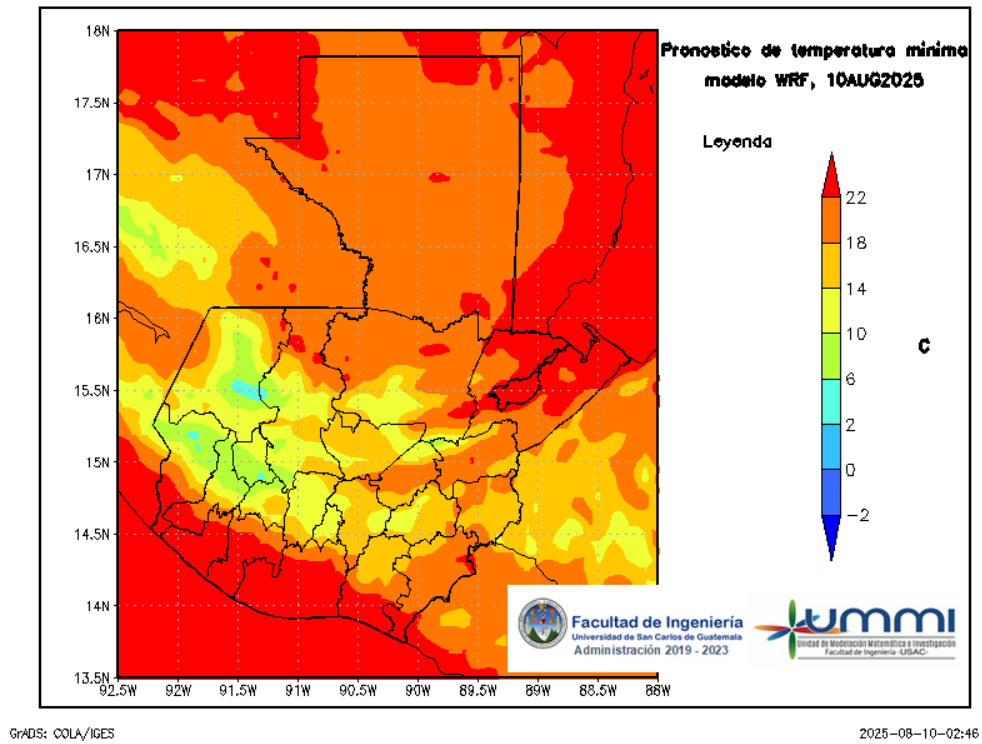 Pronostico de temperatura minima
modelo WRF, 10AUG2025
Leyenda
22
18
14
10
6
2
0
-2
C
18N
17.5N
17N
16.5N
16N
15.5N
15N
14.5N
14N
13.5N
92.5W 92W 91.5W 91W 90.5W 90W 89.5W 89W 88.5W 88W
Facultad de Ingeniería
Universidad de San Carlos de Guatemala
Administración 2019 - 2023
ummi
Unidad de Modelación Matemática e Investigación
Facultad de Ingeniería -USAC-
GrADS: COLA/IGES
2025-08-10-02:46